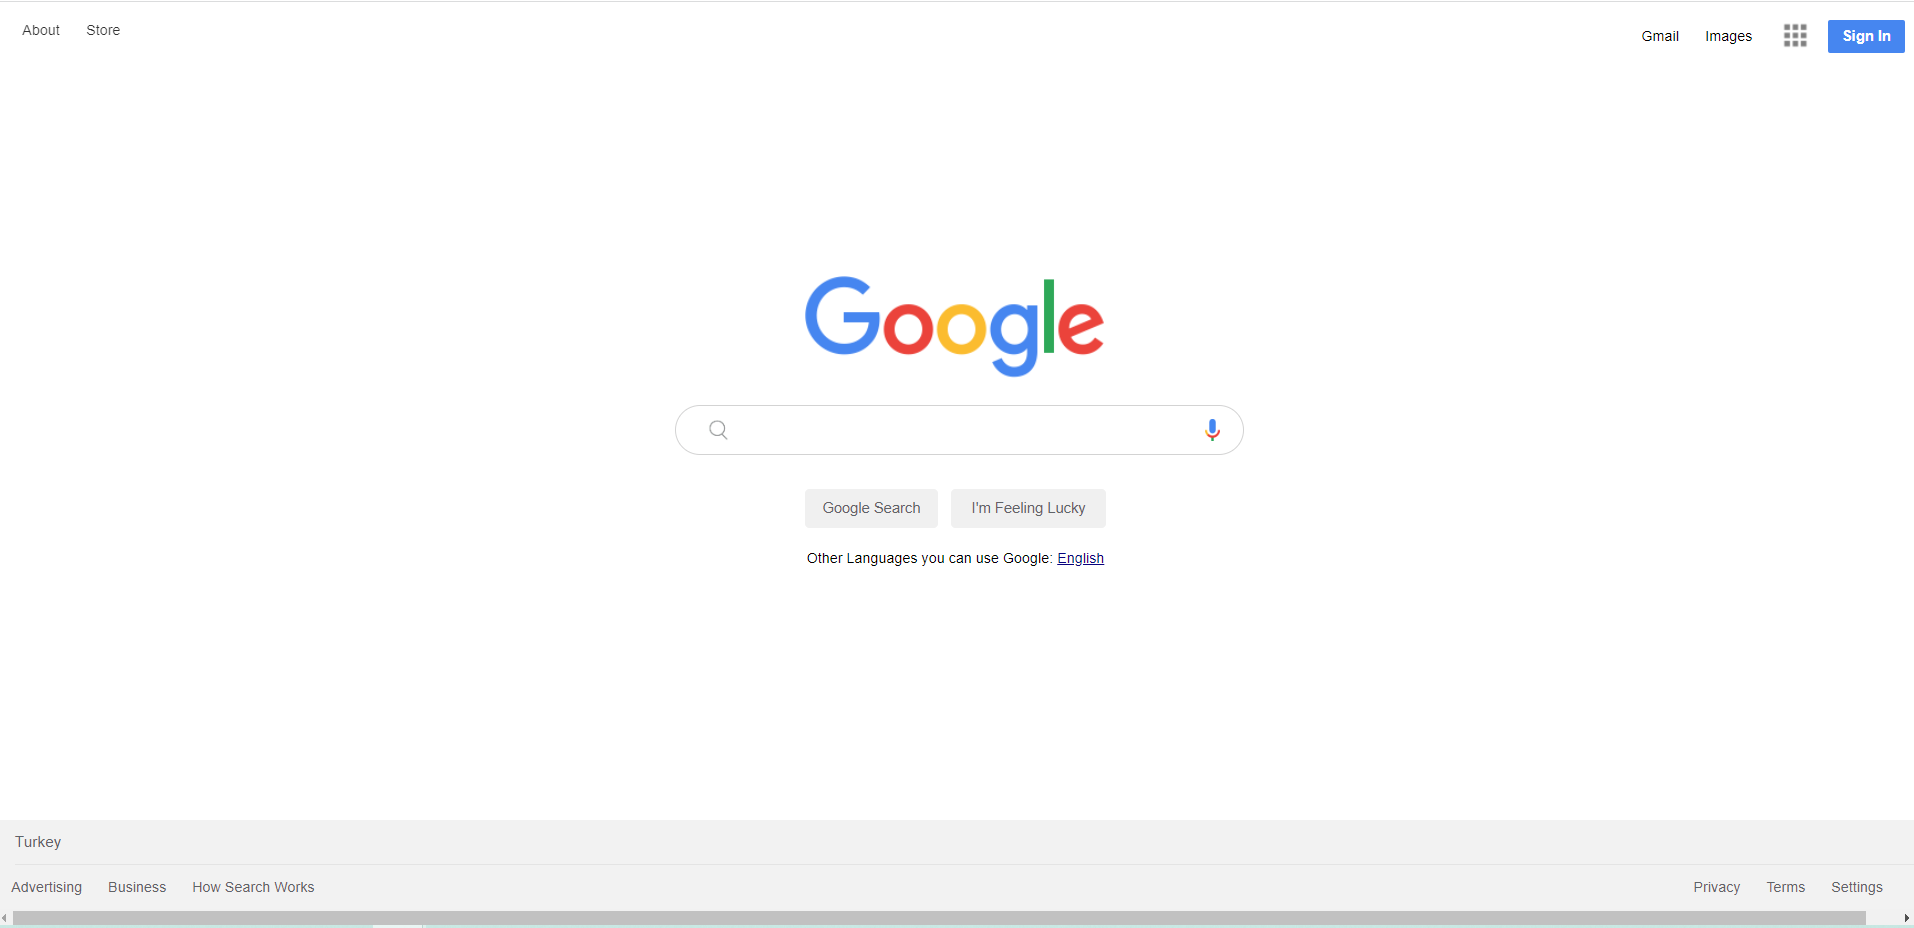 About Store
Gmail Images Sign In
Google
Google Search I'm Feeling Lucky
Other Languages you can use Google: English
Turkey
Advertising Business How Search Works
Privacy Terms Settings